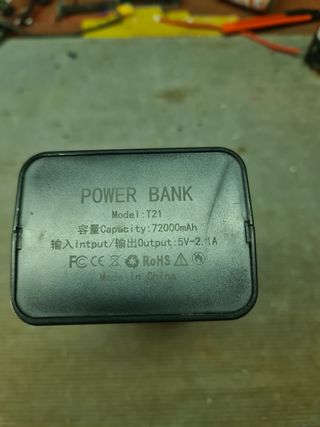 POWER BANK
Model:T21
容量Capacity:72000mAh
输入Intput/输出Output:5V-2.1A
FC CE RoHS
Made in China